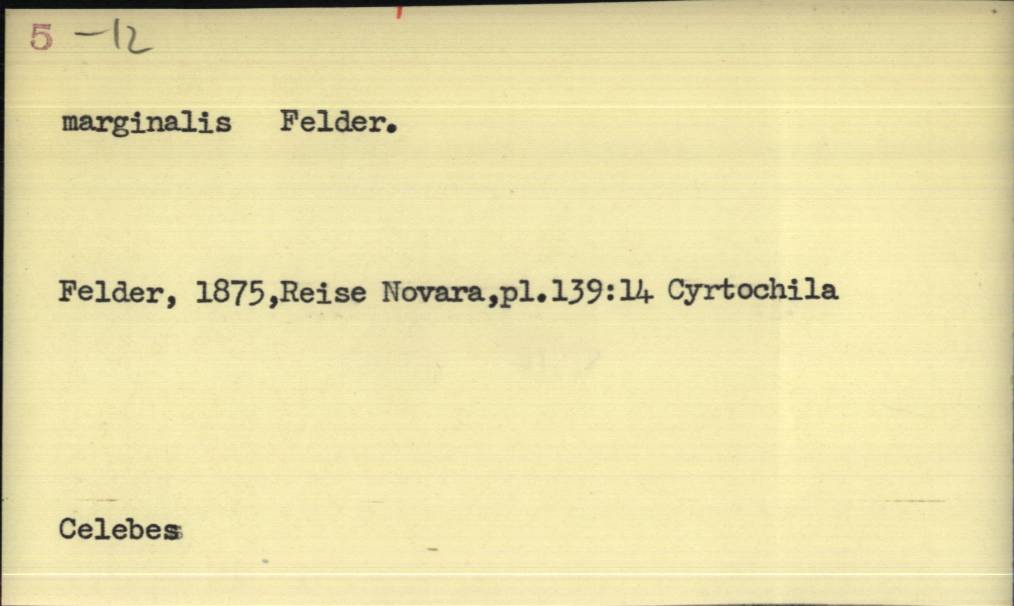 5 -12
marginalis Felder.
Felder, 1875,Reise Novara,pl.139:14 Cyrtochila
Celebes